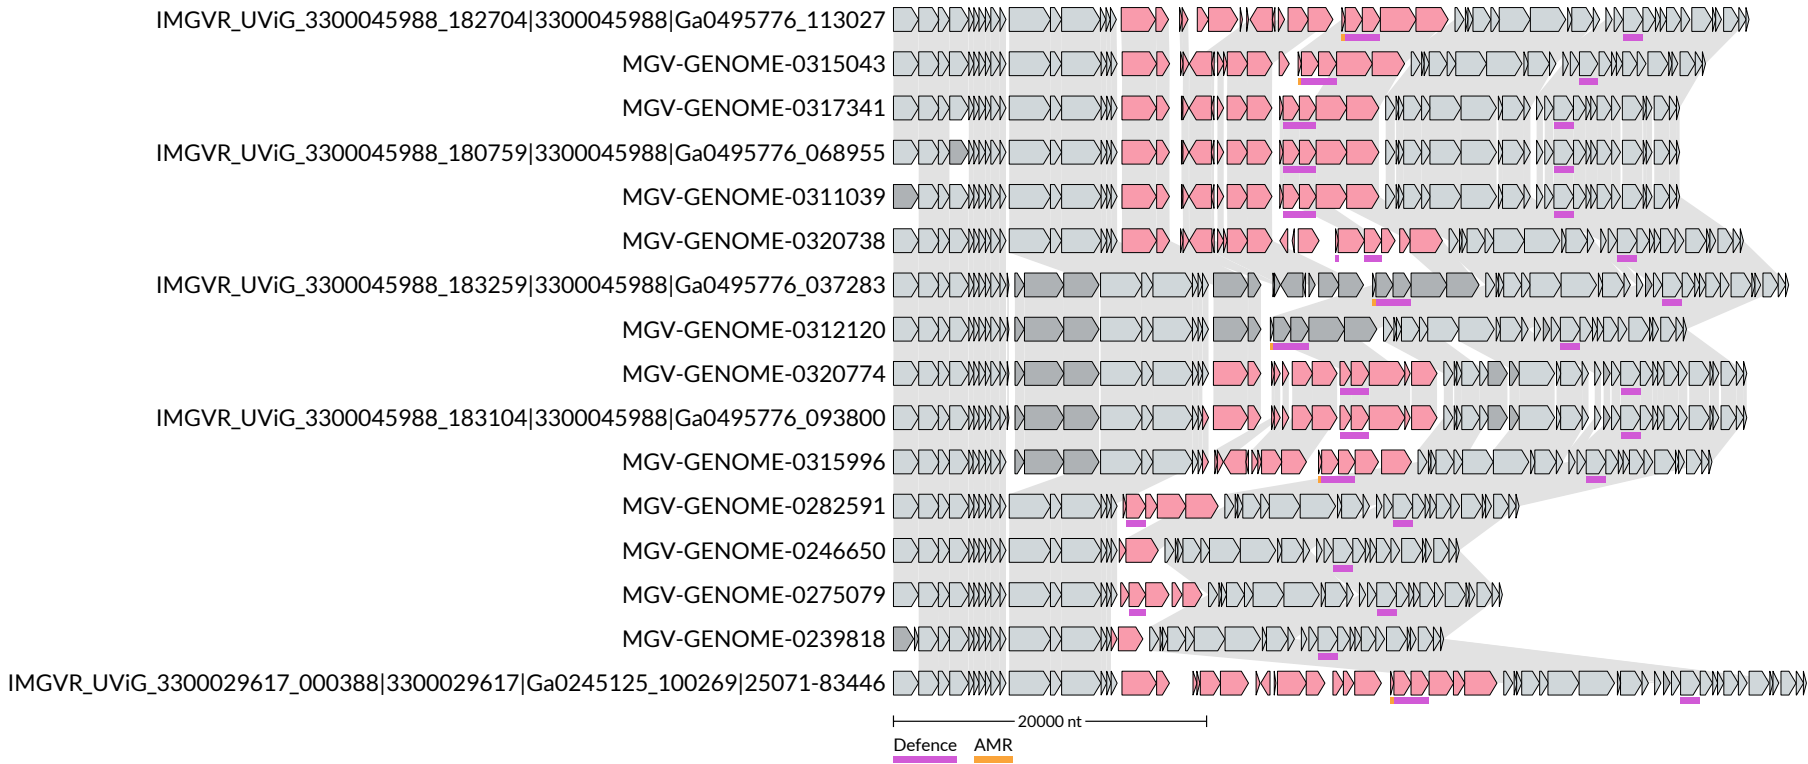 IMGVR_UViG_3300045988_182704|3300045988|Ga0495776_113027
MGV-GENOME-0315043
MGV-GENOME-0317341
IMGVR_UViG_3300045988_180759|3300045988|Ga0495776_068955
MGV-GENOME-0311039
MGV-GENOME-0320738
IMGVR_UViG_3300045988_183259|3300045988|Ga0495776_037283
MGV-GENOME-0312120
MGV-GENOME-0320774
IMGVR_UViG_3300045988_183104|3300045988|Ga0495776_093800
MGV-GENOME-0315996
MGV-GENOME-0282591
MGV-GENOME-0246650
MGV-GENOME-0275079
MGV-GENOME-0239818
IMGVR_UViG_3300029617_000388|3300029617|Ga0245125_100269|25071-83446
20000 nt
Defence AMR